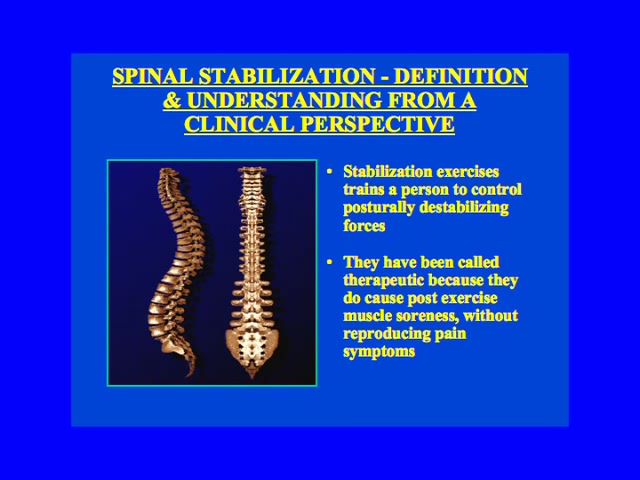 SPINAL STABILIZATION - DEFINITION
& UNDERSTANDING FROM A
CLINICAL PERSPECTIVE
• Stabilization exercises
trains a person to control
posturally destabilizing
forces
• They have been called
therapeutic because they
do cause post exercise
muscle soreness, without
reproducing pain
symptoms